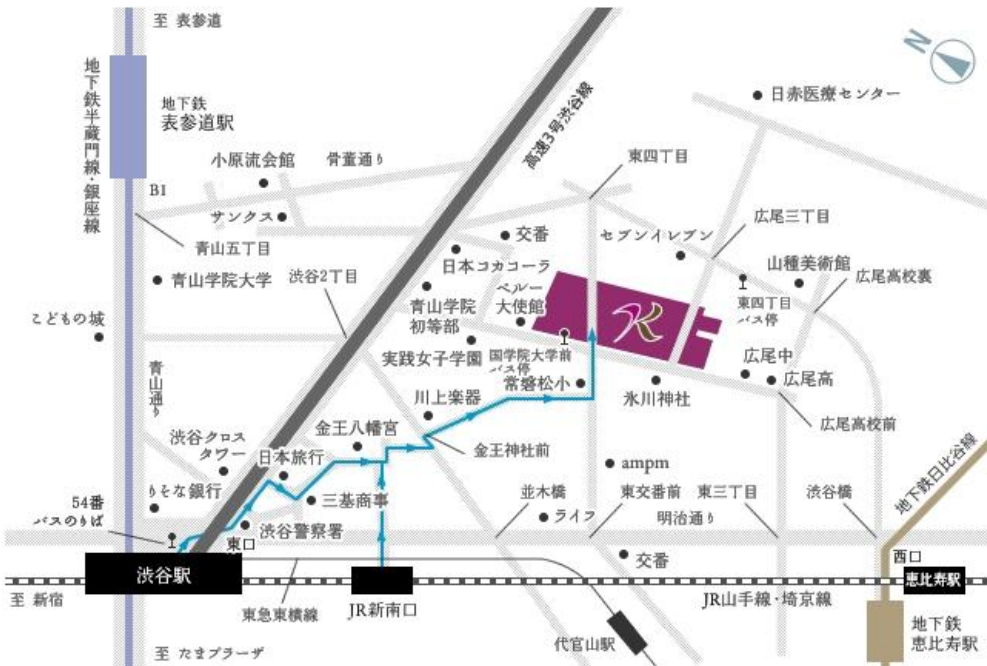 至 表参道
N
地下鉄半蔵門線・銀座線
地下鉄
表参道駅
高速3号渋谷線
日赤医療センター
小原流会館
骨董通り
東四丁目
B1
サンクス
青山五丁目
交番
セブンイレブン
広尾三丁目
青山学院大学
渋谷2丁目
日本コカコーラ
山種美術館
広尾高校裏
ペルー
大使館
青山学院
初等部
東四丁目
バス停
こどもの城
K
実践女子学園
国学院大学前
バス停
広尾中
青山通り
常磐松小
広尾高
川上楽器
氷川神社
広尾高校前
渋谷クロス
タワー
金王八幡宮
金王神社前
日本旅行
ampm
地下鉄日比谷線
りそな銀行
三基商事
並木橋
東交番前
東三丁目
渋谷橋
54番
バスのりば
東口
渋谷警察署
ライフ
明治通り
交番
西口
渋谷駅
恵比寿駅
至 新宿
東急東横線
JR新南口
JR山手線・埼京線
代官山駅
地下鉄
恵比寿駅
至 たまプラーザ